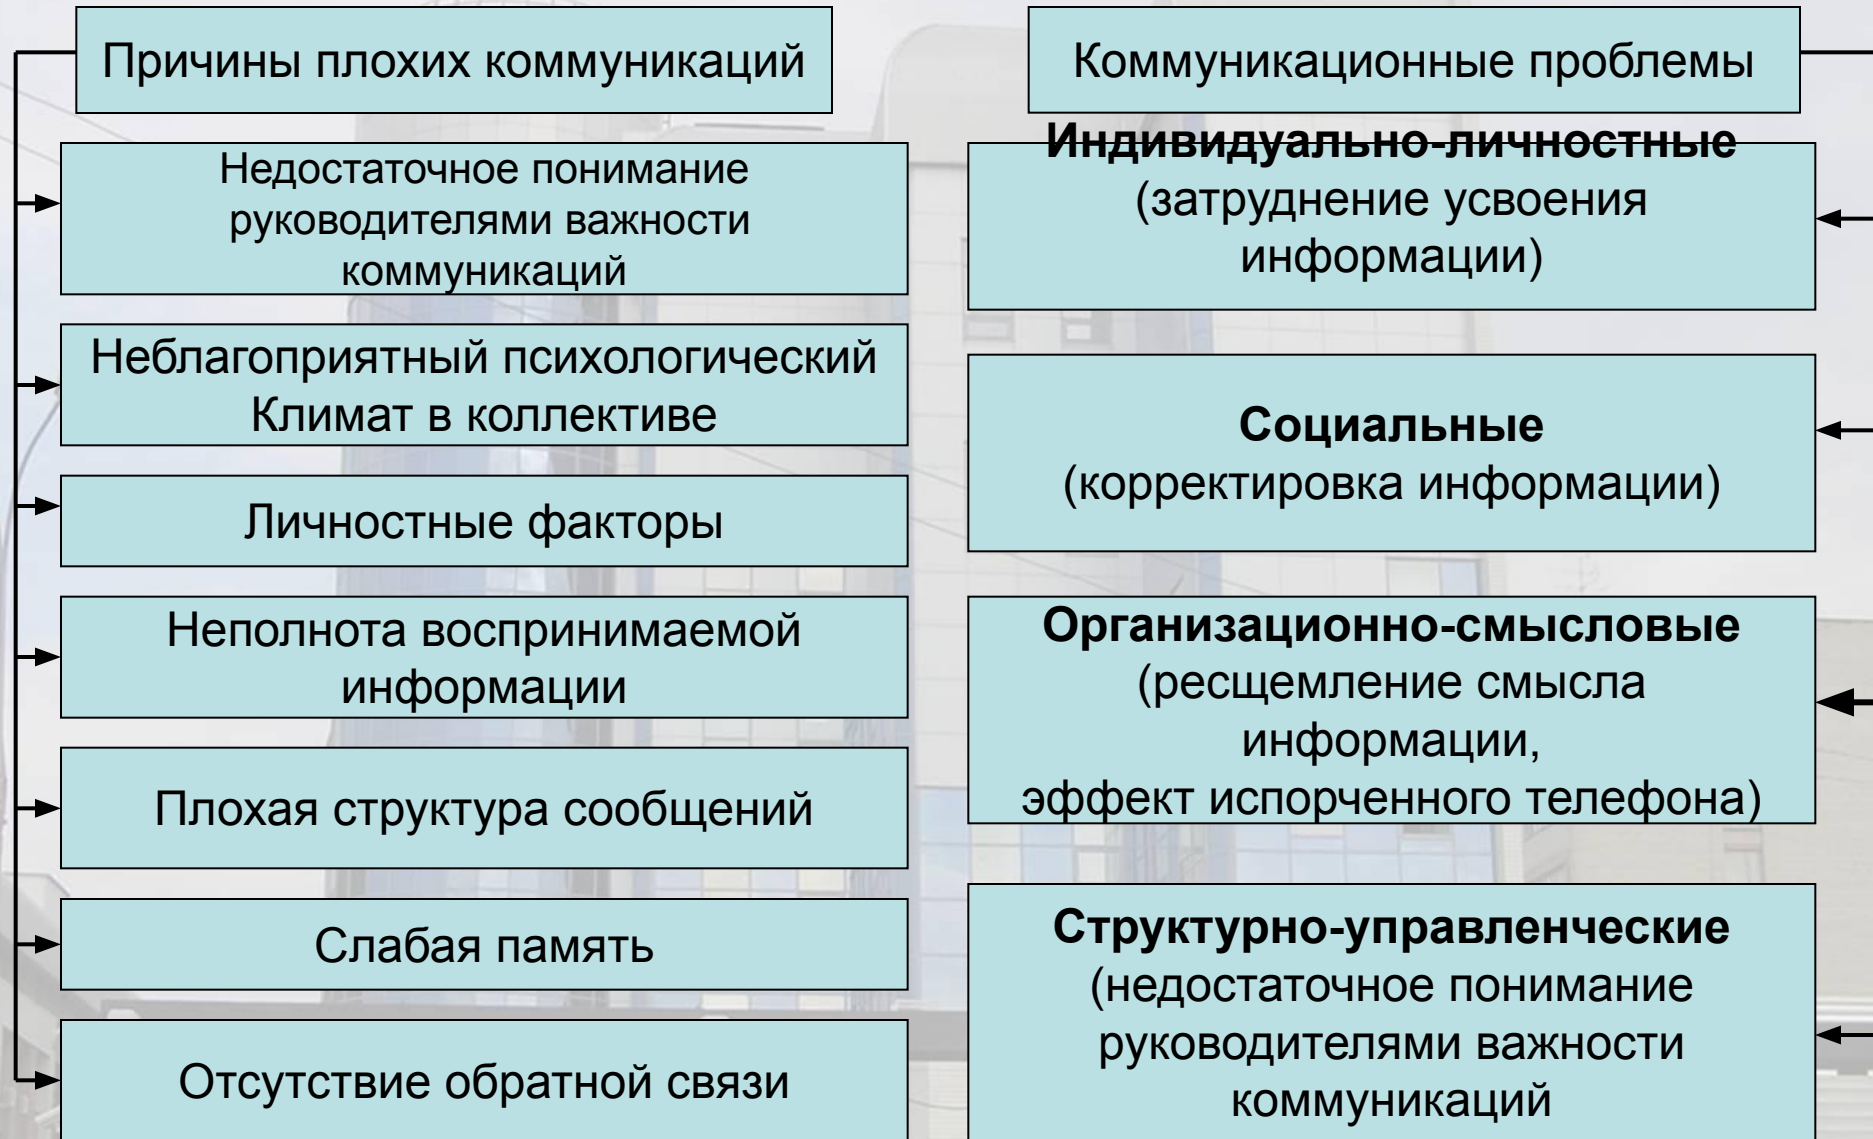 Причины плохих коммуникаций
Недостаточное понимание
руководителями важности
коммуникаций
Неблагоприятный психологический
Климат в коллективе
Личностные факторы
Неполнота воспринимаемой
информации
Плохая структура сообщений
Слабая память
Отсутствие обратной связи
Коммуникационные проблемы
Индивидуально-личностные
(затруднение усвоения
информации)
Социальные
(корректировка информации)
Организационно-смысловые
(ресщемление смысла
информации,
эффект испорченного телефона)
Структурно-управленческие
(недостаточное понимание
руководителями важности
коммуникаций